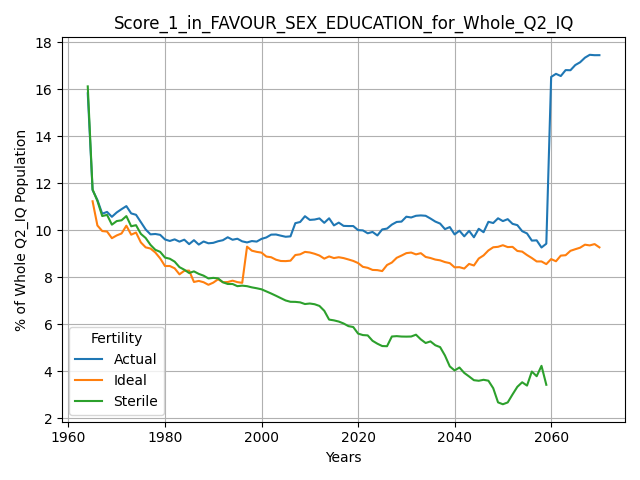 Score_1_in_FAVOUR_SEX_EDUCATION_for_Whole_Q2_IQ
18
16
14
12
10
8
6
4
2
% of Whole Q2_IQ Population
Fertility
Actual
Ideal
Sterile
1960
1980
2000
2020
2040
2060
Years